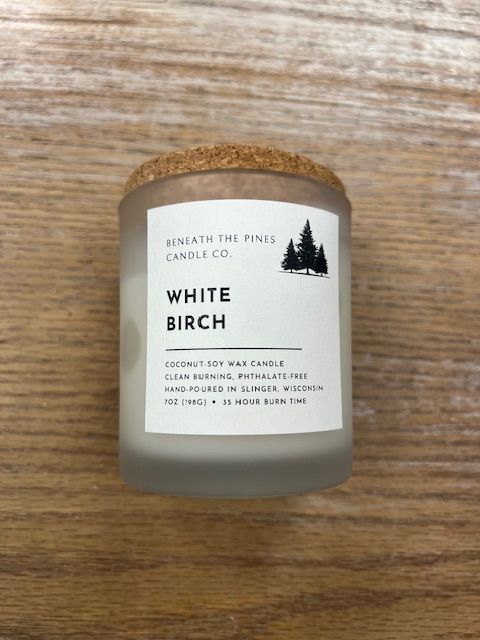 BENEATH THE PINES
CANDLE CO.
WHITE
BIRCH
COCONUT-SOY WAX CANDLE
CLEAN BURNING, PHTHALATE-FREE
HAND-POURED IN SLINGER, WISCONSIN
7OZ (198G) • 35 HOUR BURN TIME